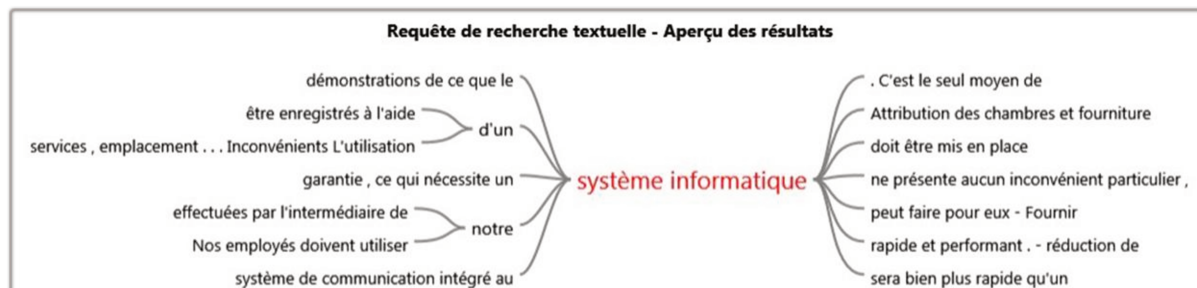 Requête de recherche textuelle - Aperçu des résultats
démonstrations de ce que le
être enregistrés à l'aide
d'un
services , emplacement . . . Inconvénients L'utilisation
garantie , ce qui nécessite un
effectuées par l'intermédiaire de
notre
Nos employés doivent utiliser
système de communication intégré au
système informatique
. C'est le seul moyen de
Attribution des chambres et fourniture
doit être mis en place
ne présente aucun inconvénient particulier ,
peut faire pour eux - Fournir
rapide et performant . - réduction de
sera bien plus rapide qu'un